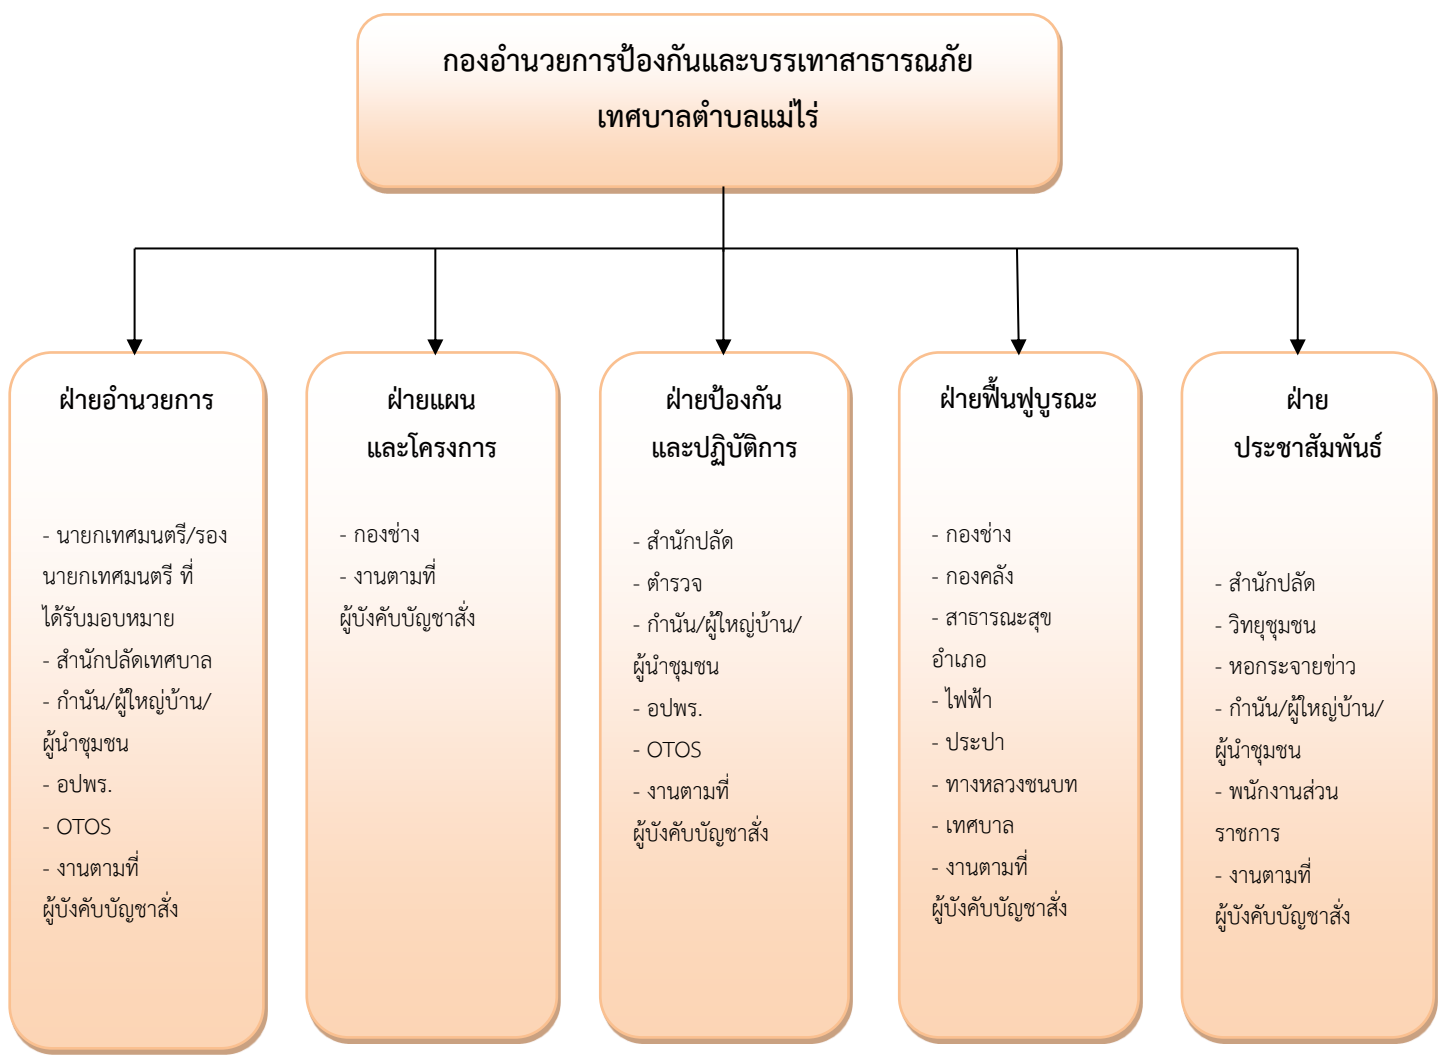 กองอำนวยการป้องกันและบรรเทาสาธารณภัย
เทศบาลตำบลแม่ไร่
ฝ่ายอำนวยการ
- นายกเทศมนตรี/รอง
นายกเทศมนตรี ที่
ได้รับมอบหมาย
- สำนักปลัดเทศบาล
- กำนัน/ผู้ใหญ่บ้าน/
ผู้นำชุมชน
- อปพร.
- OTOS
- งานตามที่
ผู้บังคับบัญชาสั่ง
ฝ่ายแผน
และโครงการ
- กองช่าง
- งานตามที่
ผู้บังคับบัญชาสั่ง
ฝ่ายป้องกัน
และปฏิบัติการ
- สำนักปลัด
- ตำรวจ
- กำนัน/ผู้ใหญ่บ้าน/
ผู้นำชุมชน
- อปพร.
- OTOS
- งานตามที่
ผู้บังคับบัญชาสั่ง
ฝ่ายฟื้นฟูบูรณะ
- กองช่าง
- กองคลัง
- สาธารณะสุข
อำเภอ
- ไฟฟ้า
- ประปา
- ทางหลวงชนบท
- เทศบาล
- งานตามที่
ผู้บังคับบัญชาสั่ง
ฝ่าย
ประชาสัมพันธ์
- สำนักปลัด
- วิทยุชุมชน
- หอกระจายข่าว
- กำนัน/ผู้ใหญ่บ้าน/
ผู้นำชุมชน
- พนักงานส่วน
ราชการ
- งานตามที่
ผู้บังคับบัญชาสั่ง